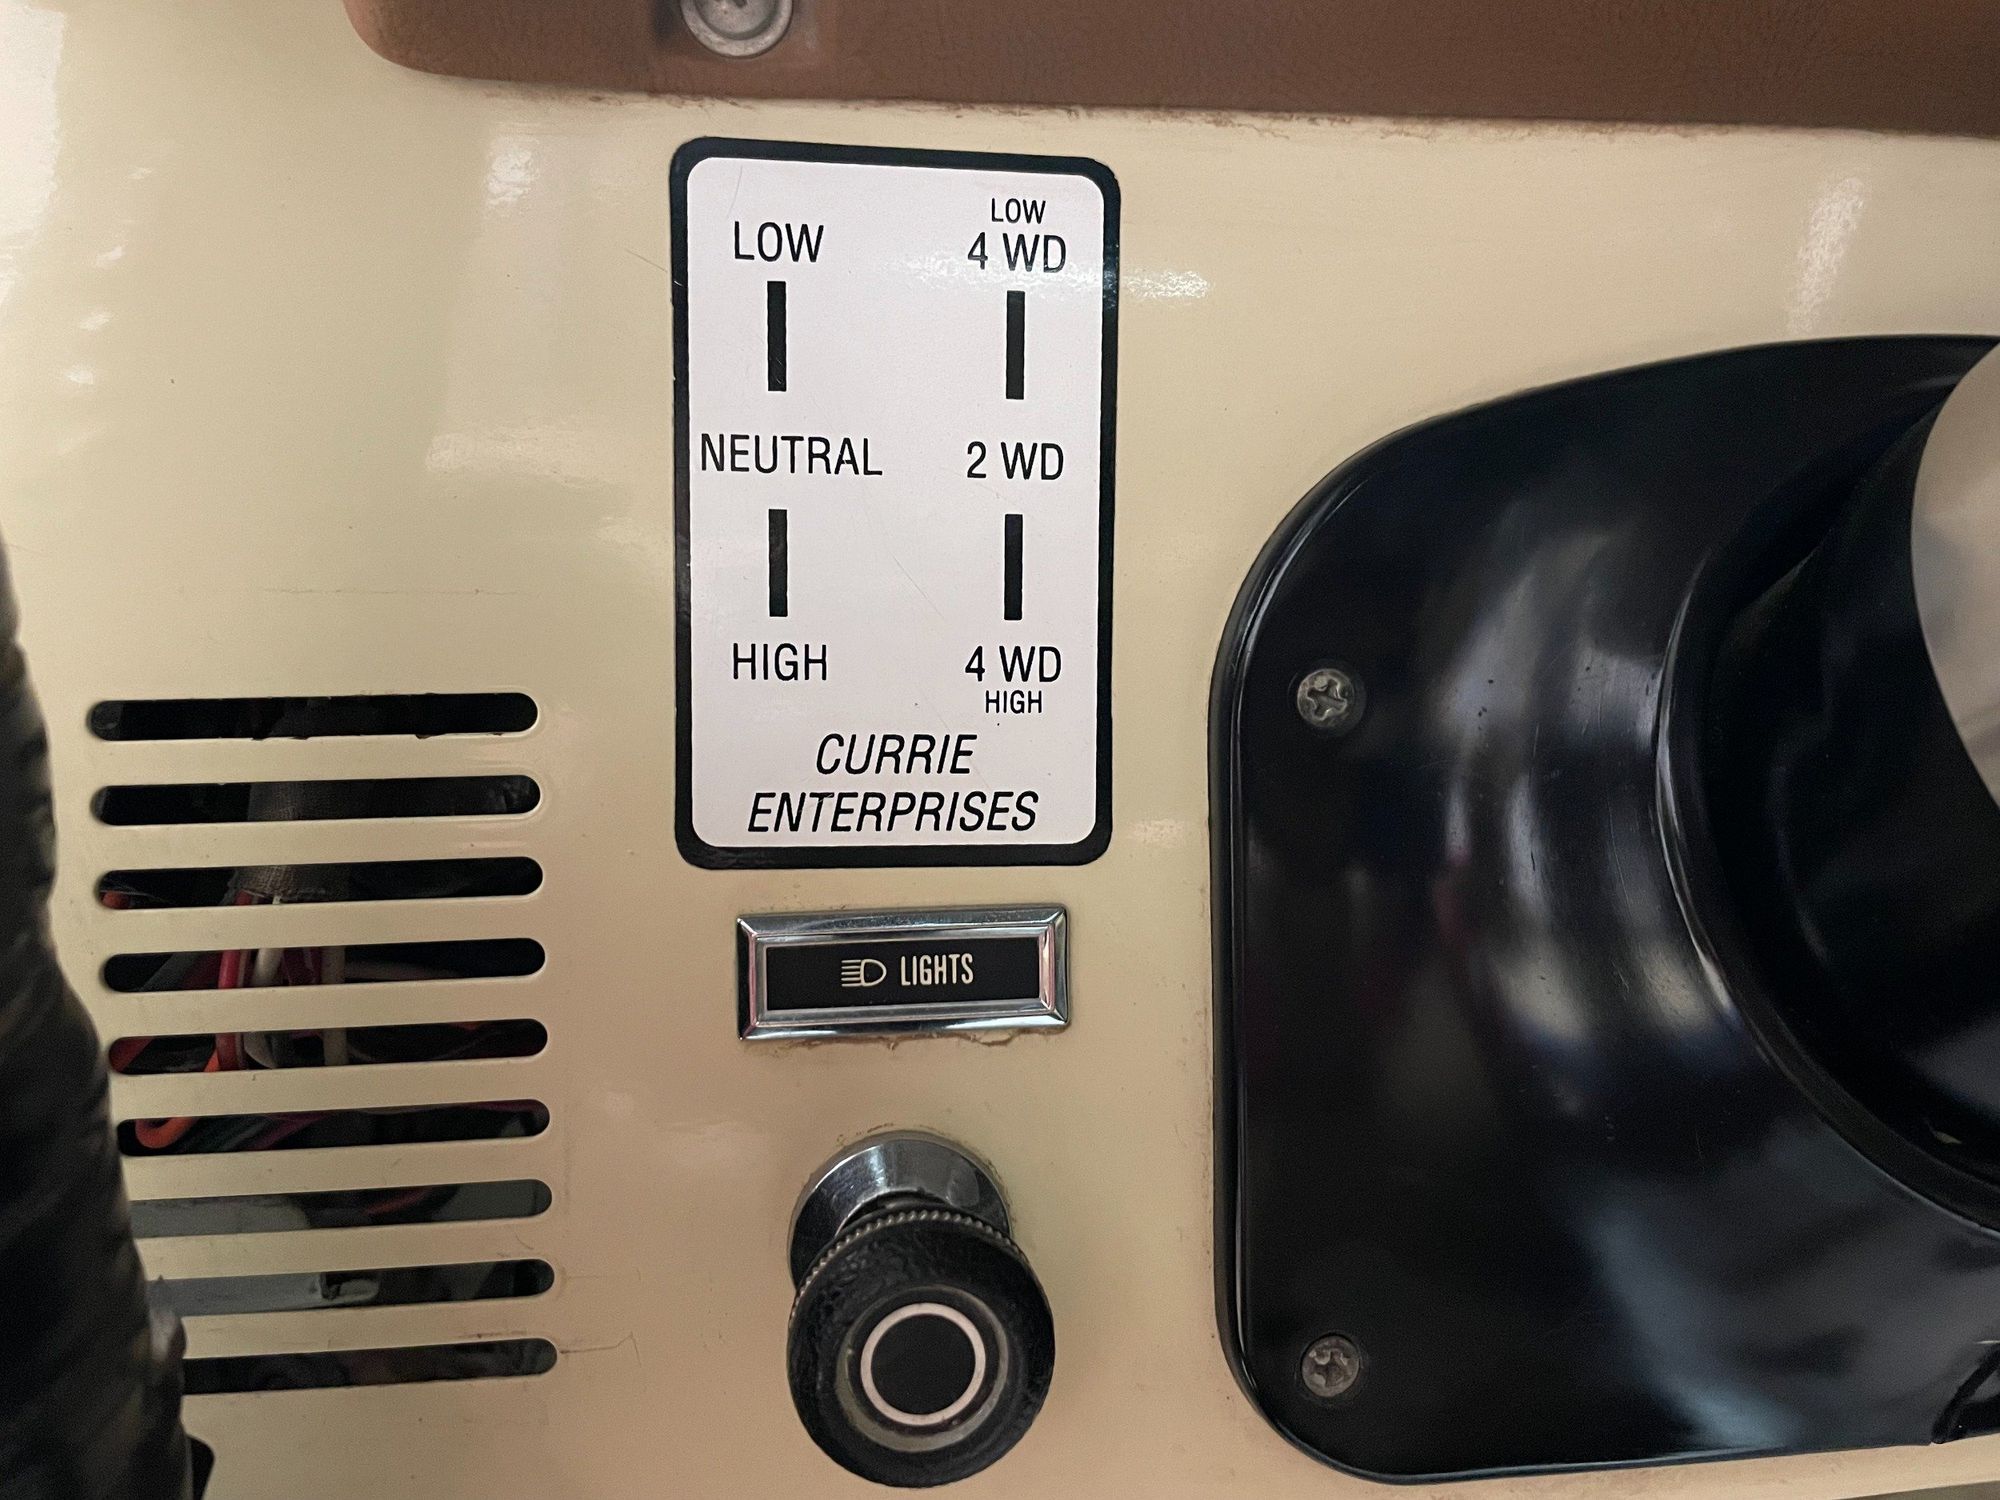 LOW
LOW
4 WD
NEUTRAL
2 WD
HIGH
4 WD
HIGH
CURRIE
ENTERPRISES
LIGHTS